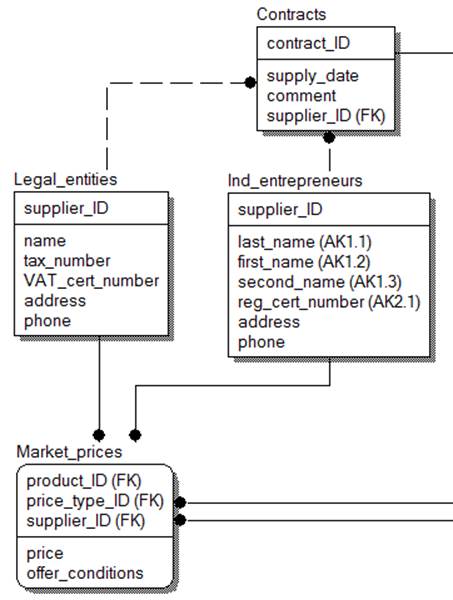 Contracts
contract_ID
supply_date
comment
supplier_ID (FK)
Legal_entities
supplier_ID
name
tax_number
VAT_cert_number
address
phone
Ind_entrepreneurs
supplier_ID
last_name (AK1.1)
first_name (AK1.2)
second_name (AK1.3)
reg_cert_number (AK2.1)
address
phone
Market_prices
product_ID (FK)
price_type_ID (FK)
supplier_ID (FK)
price
offer_conditions